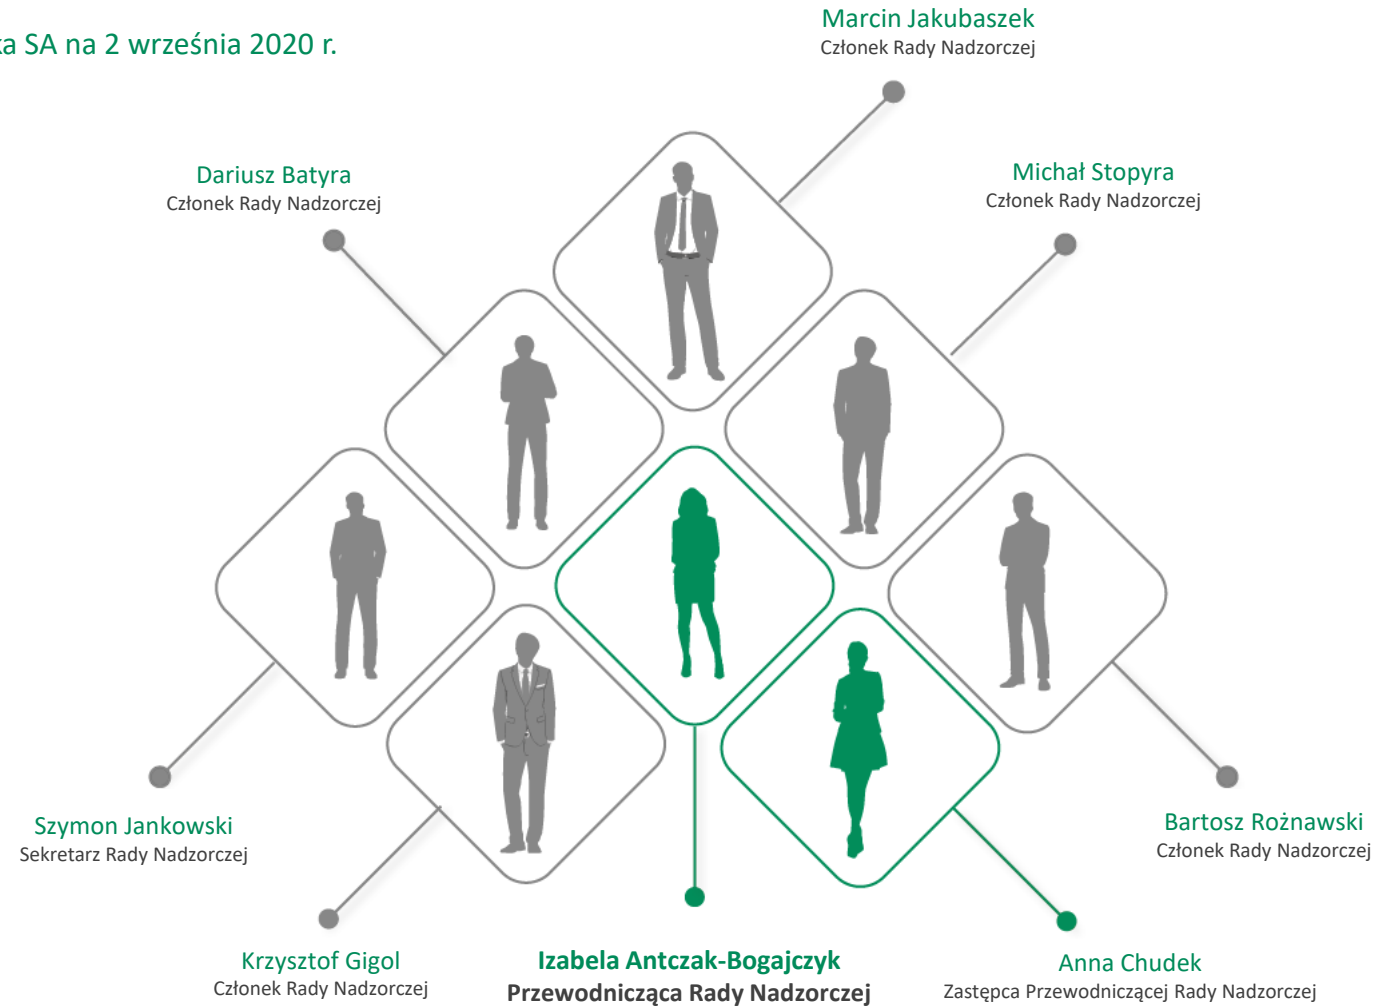 Marcin Jakubaszek
Członek Rady Nadzorczej
SA na 2 września 2020 r.
Dariusz Batyra
Członek Rady Nadzorczej
Michał Stopyra
Członek Rady Nadzorczej
Szymon Jankowski
Sekretarz Rady Nadzorczej
Bartosz Rożnawski
Członek Rady Nadzorczej
Krzysztof Gigol
Członek Rady Nadzorczej
Izabela Antczak-Bogajczyk
Przewodnicząca Rady Nadzorczej
Anna Chudek
Zastępca Przewodniczącej Rady Nadzorczej